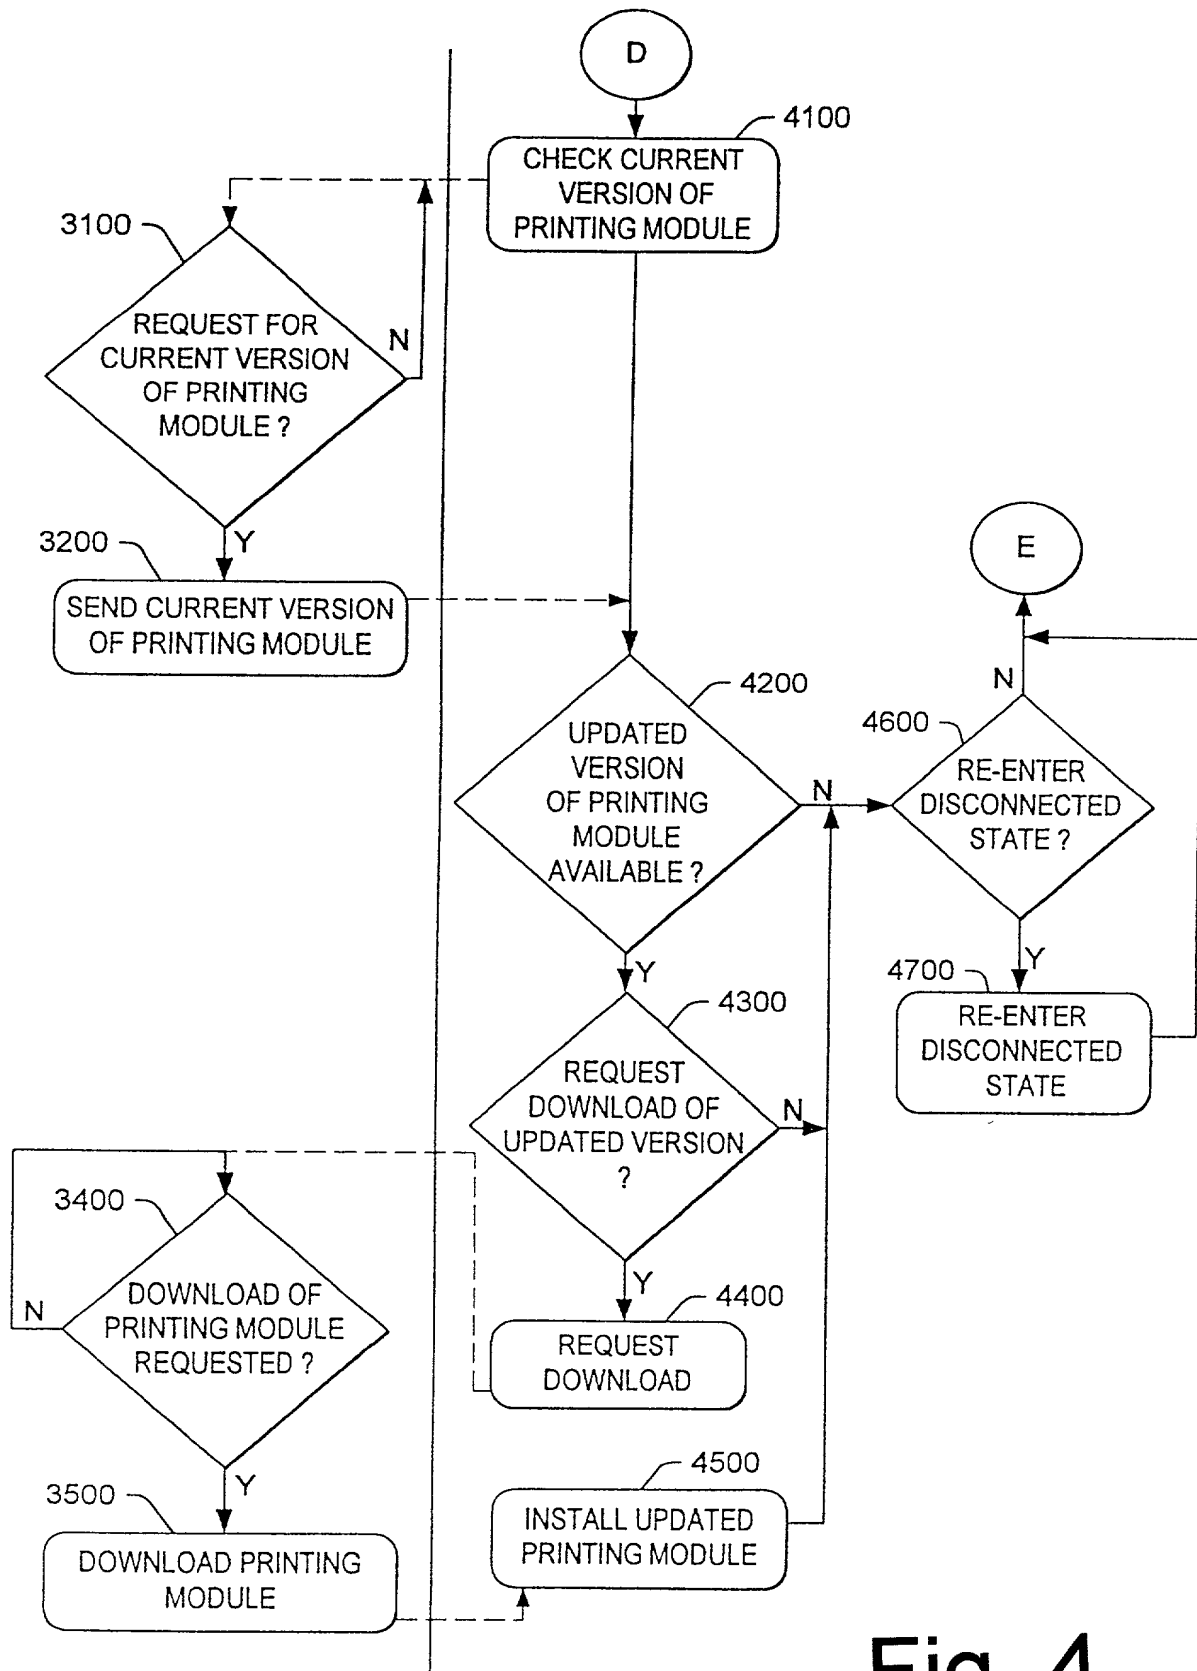 D
4100
CHECK CURRENT
VERSION OF
PRINTING MODULE
3100
REQUEST FOR
CURRENT VERSION
OF PRINTING
MODULE ?
N
Y
3200
SEND CURRENT VERSION
OF PRINTING MODULE
E
4200
UPDATED
VERSION
OF PRINTING
MODULE
AVAILABLE ?
N
Y
N
4600
RE-ENTER
DISCONNECTED
STATE ?
Y
4700
RE-ENTER
DISCONNECTED
STATE
4300
REQUEST
DOWNLOAD OF
UPDATED VERSION
?
N
Y
3400
DOWNLOAD OF
PRINTING MODULE
REQUESTED ?
N
Y
4400
REQUEST
DOWNLOAD
3500
DOWNLOAD PRINTING
MODULE
4500
INSTALL UPDATED
PRINTING MODULE
Fig. 4